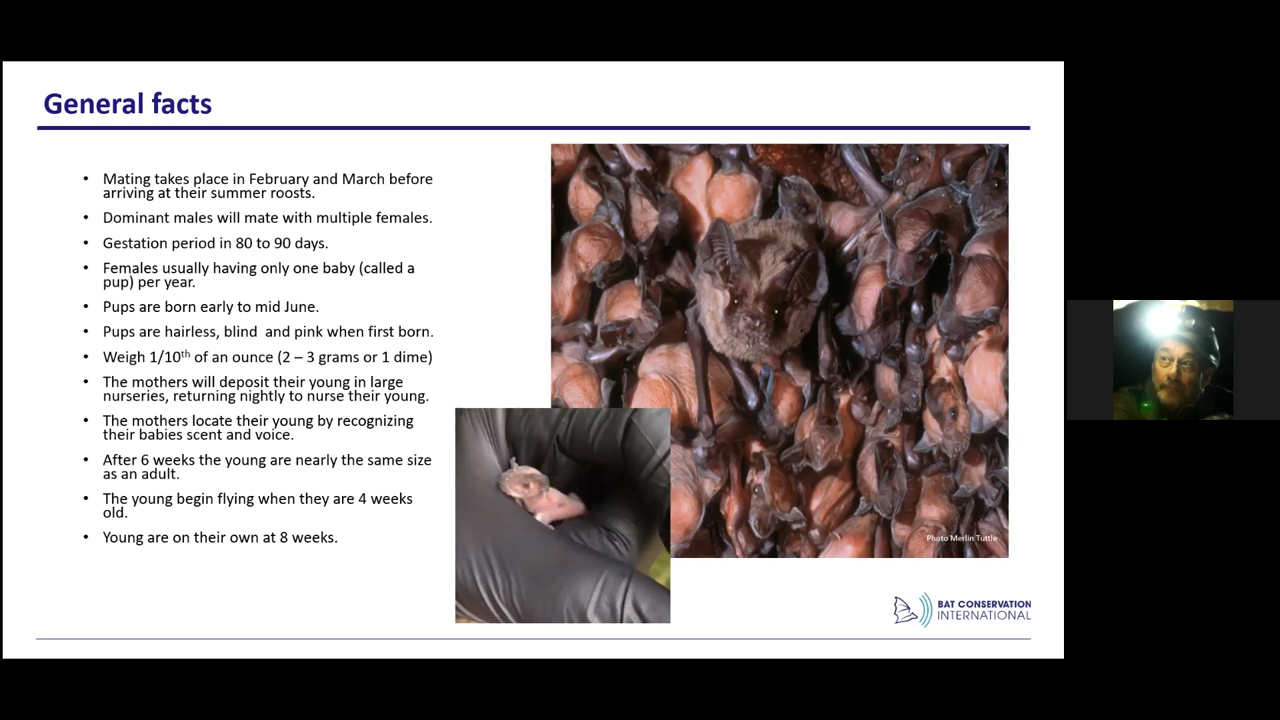 General facts
• Mating takes place in February and March before
arriving at their summer roosts.
• Dominant males will mate with multiple females.
• Gestation period in 80 to 90 days.
• Females usually having only one baby (called a
pup) per year.
• Pups are born early to mid June.
• Pups are hairless, blind  and pink when first born.
• Weigh 1/10th of an ounce (2 – 3 grams or 1 dime)
• The mothers will deposit their young in large
nurseries, returning nightly to nurse their young.
• The mothers locate their young by recognizing
their babies scent and voice.
• After 6 weeks the young are nearly the same size
as an adult.
• The young begin flying when they are 4 weeks
old.
• Young are on their own at 8 weeks.
Photo Merlin Tuttle
BAT CONSERVATION
INTERNATIONAL